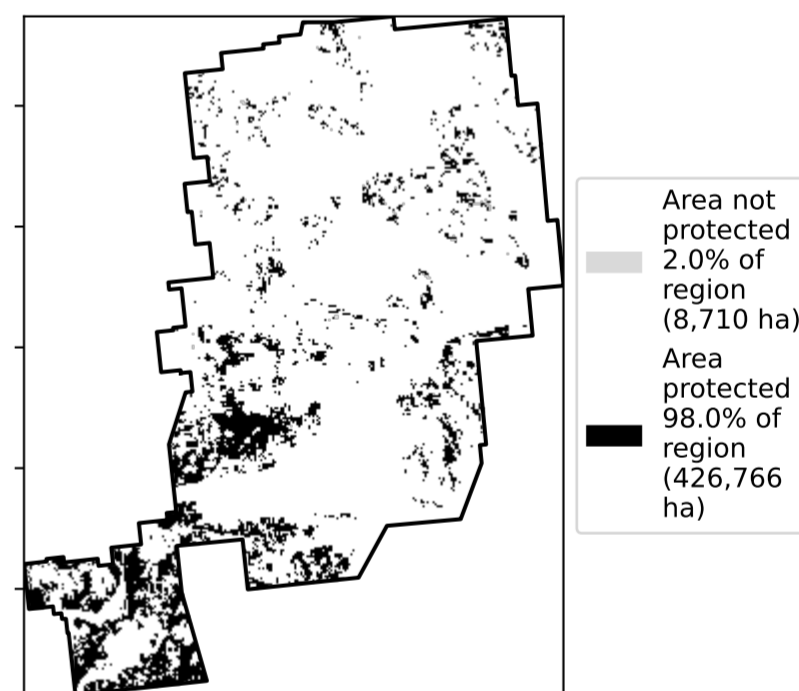 Area not
protected
2.0% of
region
(8,710 ha)
Area
protected
98.0% of
region
(426,766
ha)